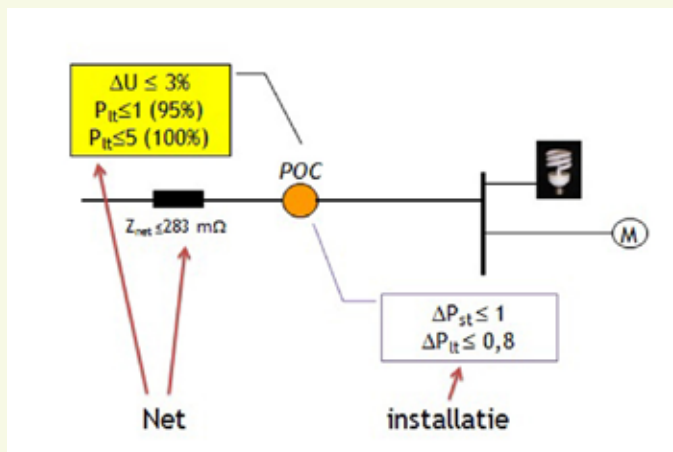 ΔU ≤ 3%
Plt≤1 (95%)
Plt≤5 (100%)
POC
Znet ≤283 mΩ
M
ΔPst ≤ 1
ΔPlt ≤ 0,8
Net
installatie